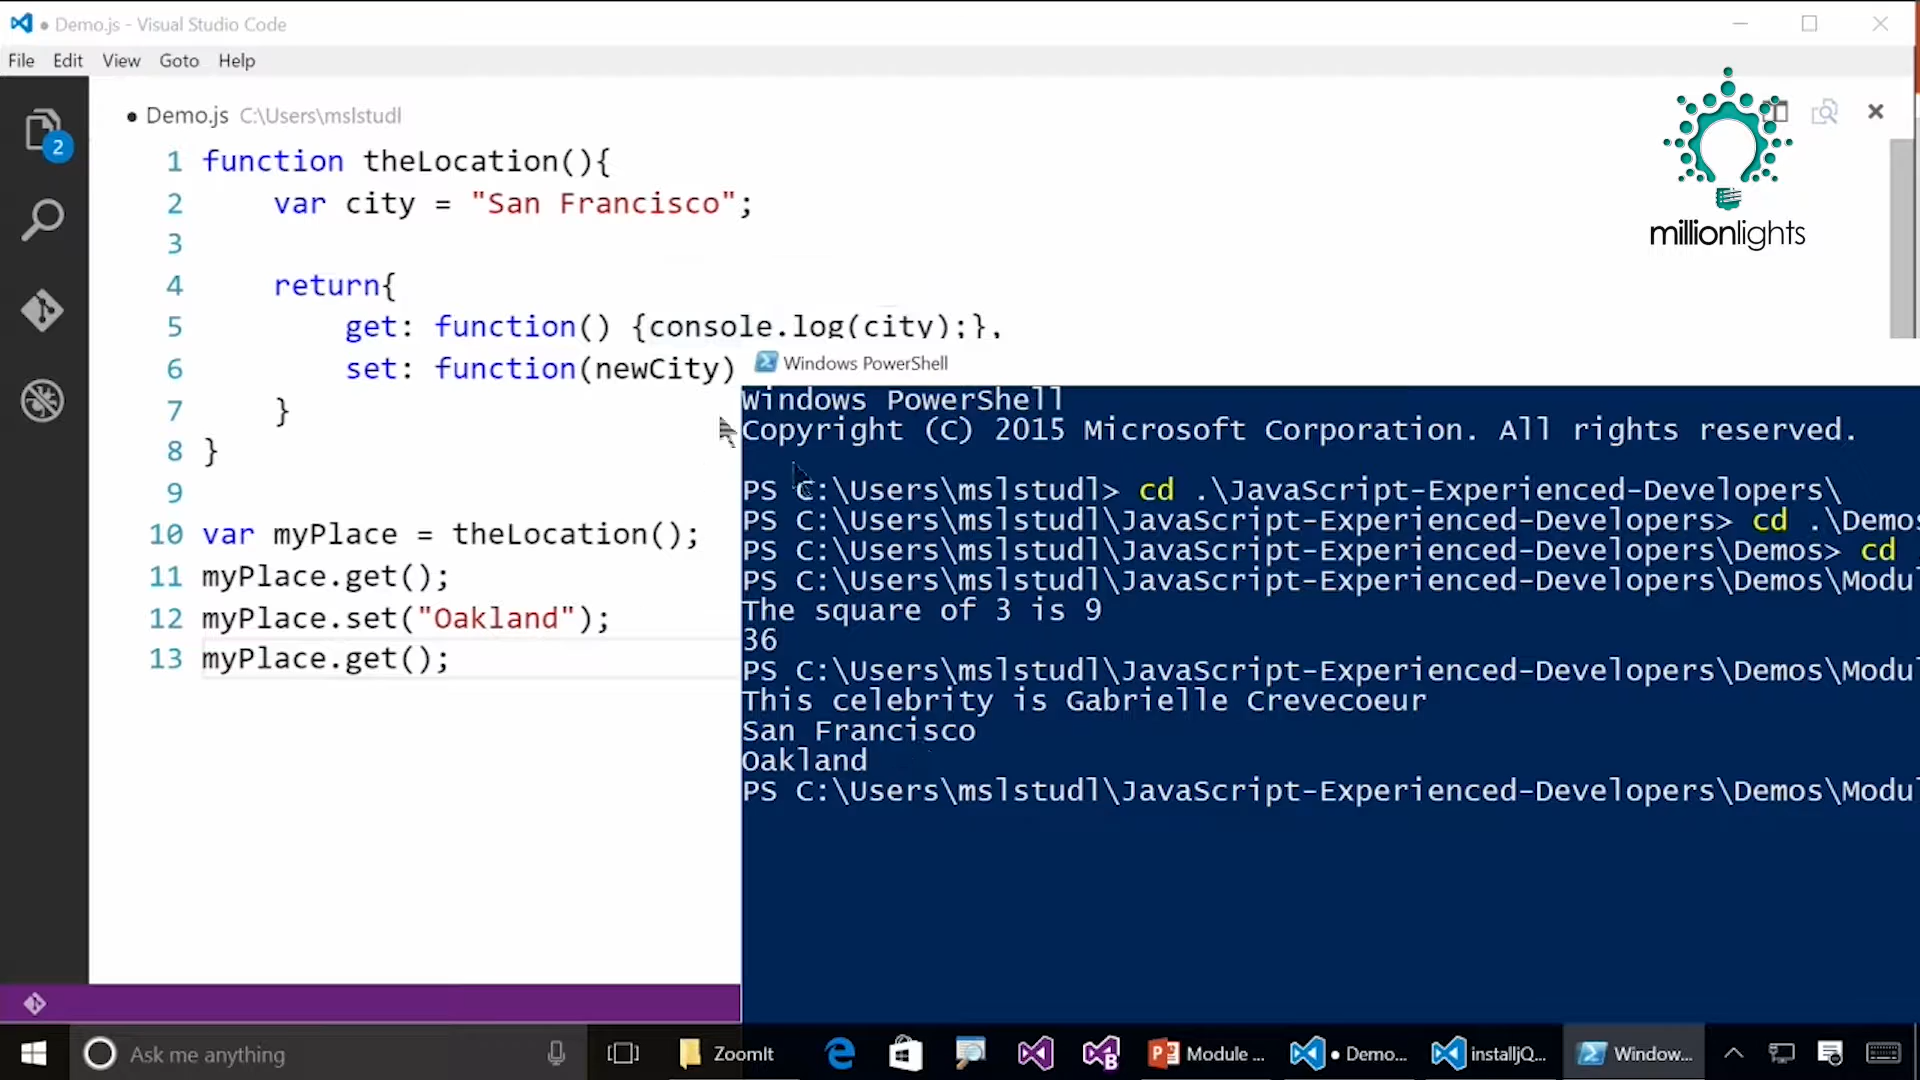 Demo.js - Visual Studio Code
File Edit View Goto Help
Demo.js C:\Users\mslstudl
2
millionlights
1 function theLocation(){
2 var city = "San Francisco";
3
4 return{
5 get: function() {console.log(city);},
6 set: function(newCity)
7 }
8 }
9
10 var myPlace = theLocation();
11 myPlace.get();
12 myPlace.set("Oakland");
13 myPlace.get();
Windows PowerShell
Windows PowerShell
Copyright (C) 2015 Microsoft Corporation. All rights reserved.
PS C:\Users\mslstudl> cd .\JavaScript-Experienced-Developers\
PS C:\Users\mslstudl\JavaScript-Experienced-Developers> cd .\Demos
PS C:\Users\mslstudl\JavaScript-Experienced-Developers\Demos> cd
PS C:\Users\mslstudl\JavaScript-Experienced-Developers\Demos\Modu
The square of 3 is 9
36
PS C:\Users\mslstudl\JavaScript-Experienced-Developers\Demos\Modu
This celebrity is Gabrielle Crevecoeur
San Francisco
Oakland
PS C:\Users\mslstudl\JavaScript-Experienced-Developers\Demos\Modu
Ask me anything ZoomIt Module ... Demo... installjQ... Window...